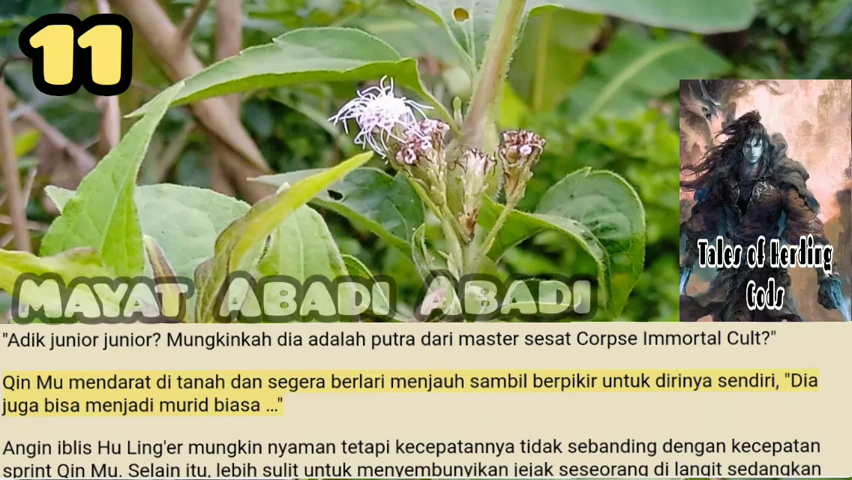 11
Tales of Herding
Gods
Mayat Abadi Abadi
"Adik junior junior? Mungkinkah dia adalah putra dari master sesat Corpse Immortal Cult?"
Qin Mu mendarat di tanah dan segera berlari menjauh sambil berpikir untuk dirinya sendiri, "Dia
juga bisa menjadi murid biasa ..."
Angin iblis Hu Ling'er mungkin nyaman tetapi kecepatannya tidak sebanding dengan kecepatan
sprint Qin Mu. Selain itu, lebih sulit untuk menyembunyikan jejak seseorang di langit sedangkan